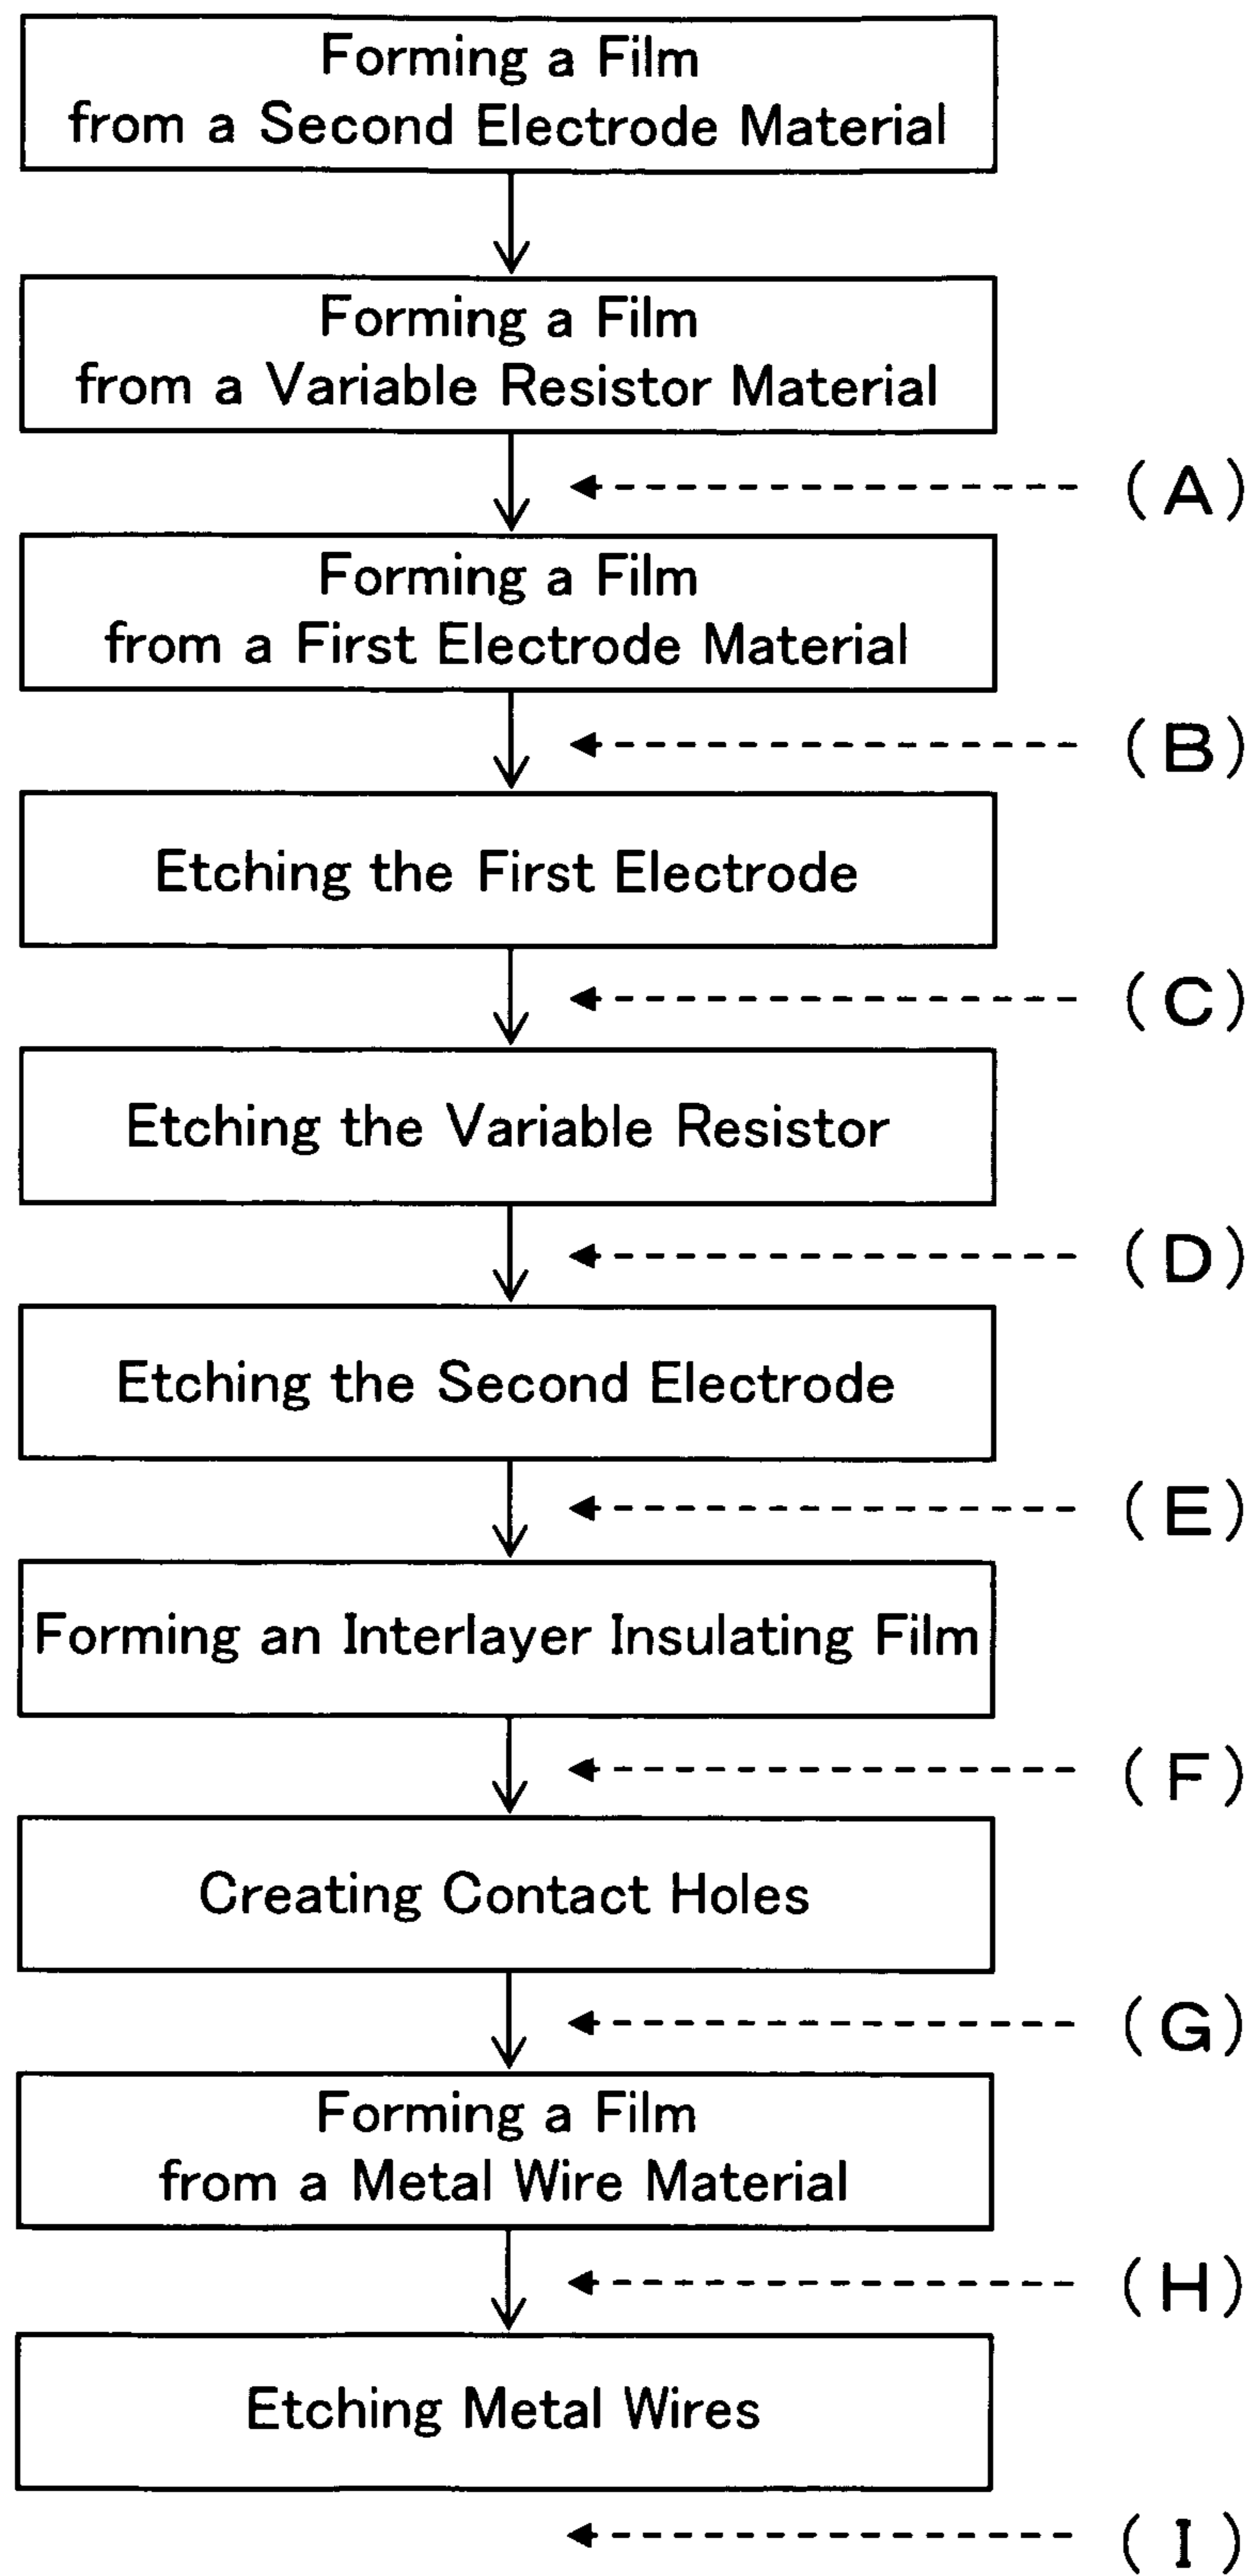 Forming a Film
from a Second Electrode Material
Forming a Film
from a Variable Resistor Material
(A)
Forming a Film
from a First Electrode Material
(B)
Etching the First Electrode
(C)
Etching the Variable Resistor
(D)
Etching the Second Electrode
(E)
Forming an Interlayer Insulating Film
(F)
Creating Contact Holes
(G)
Forming a Film
from a Metal Wire Material
(H)
Etching Metal Wires
(I)